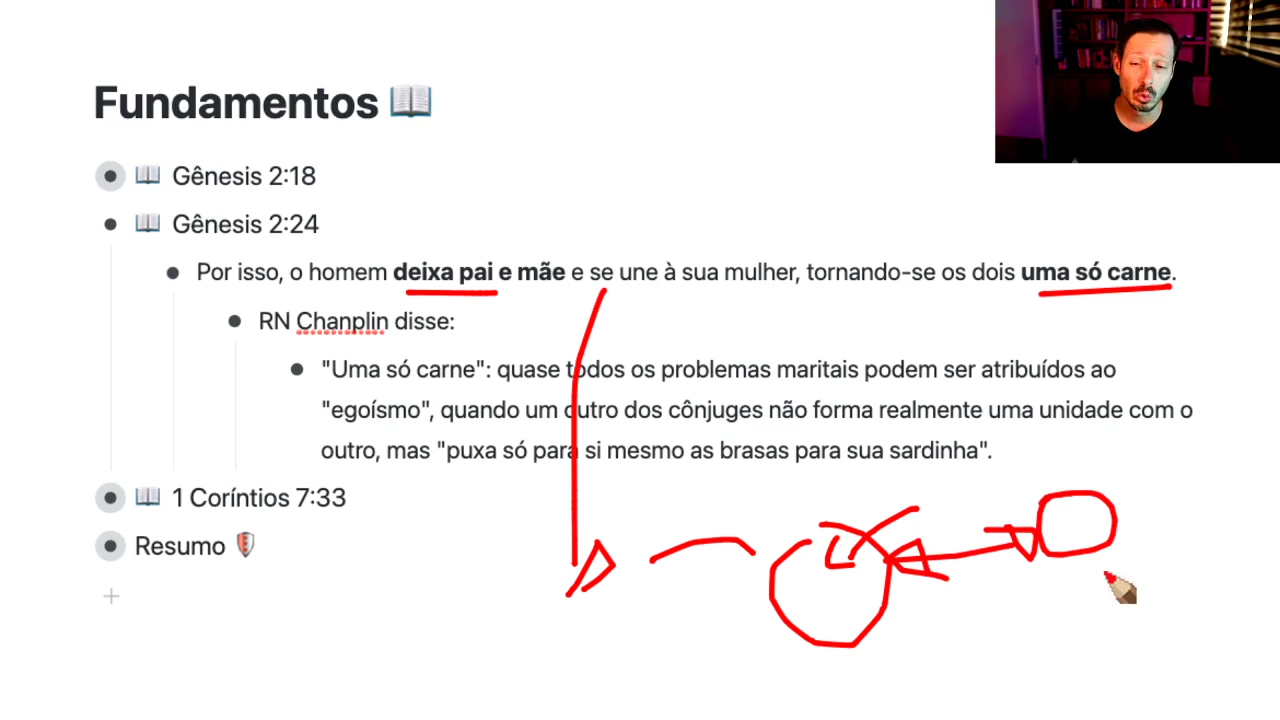 Fundamentos 📖
📖 Gênesis 2:18
📖 Gênesis 2:24
Por isso, o homem deixa pai e mãe e se une à sua mulher, tornando-se os dois uma só carne.
RN Chanplin disse:
"Uma só carne": quase todos os problemas maritais podem ser atribuídos ao
"egoísmo", quando um outro dos cônjuges não forma realmente uma unidade com o
outro, mas "puxa só para si mesmo as brasas para sua sardinha".
📖 1 Coríntios 7:33
Resumo 🛡️